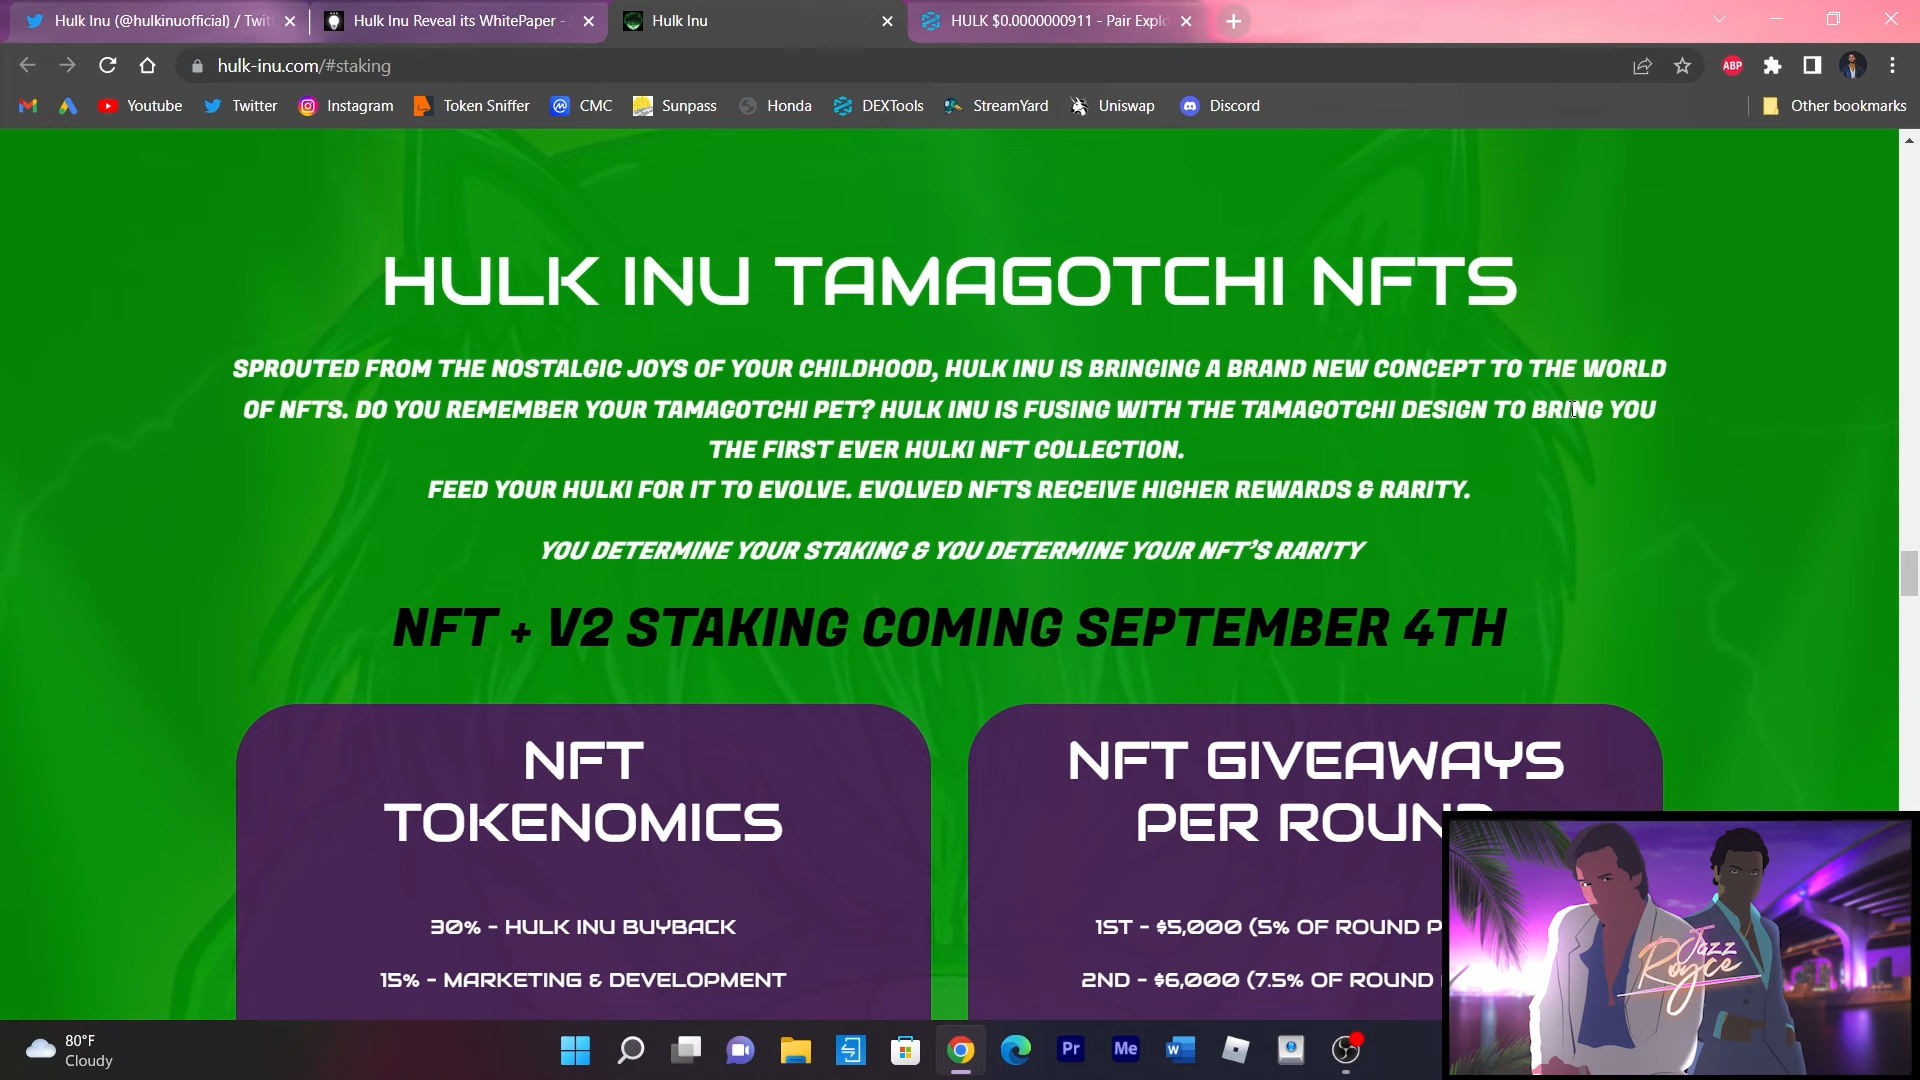 Hulk Inu (@hulkinuofficial) / Twit
Hulk Inu Reveal its WhitePaper -
Hulk Inu
HULK $0.0000000911 - Pair Explo
hulk-inu.com/#staking
ABP
Youtube
Twitter
Instagram
Token Sniffer
CMC
Sunpass
Honda
DEXTools
StreamYard
Uniswap
Discord
Other bookmarks
HULK INU TAMAGOTCHI NFTS
SPROUTED FROM THE NOSTALGIC JOYS OF YOUR CHILDHOOD, HULK INU IS BRINGING A BRAND NEW CONCEPT TO THE WORLD
OF NFTS. DO YOU REMEMBER YOUR TAMAGOTCHI PET? HULK INU IS FUSING WITH THE TAMAGOTCHI DESIGN TO BRING YOU
THE FIRST EVER HULKI NFT COLLECTION.
FEED YOUR HULKI FOR IT TO EVOLVE. EVOLVED NFTS RECEIVE HIGHER REWARDS & RARITY.
YOU DETERMINE YOUR STAKING & YOU DETERMINE YOUR NFT'S RARITY
NFT + V2 STAKING COMING SEPTEMBER 4TH
NFT
TOKENOMICS
30% - HULK INU BUYBACK
15% - MARKETING & DEVELOPMENT
NFT GIVEAWAYS
PER ROUN
1ST - $5,000 (5% OF ROUND P
2ND - $6,000 (7.5% OF ROUND
Jazz
Royce
80°F
Cloudy
Pr
Me
W